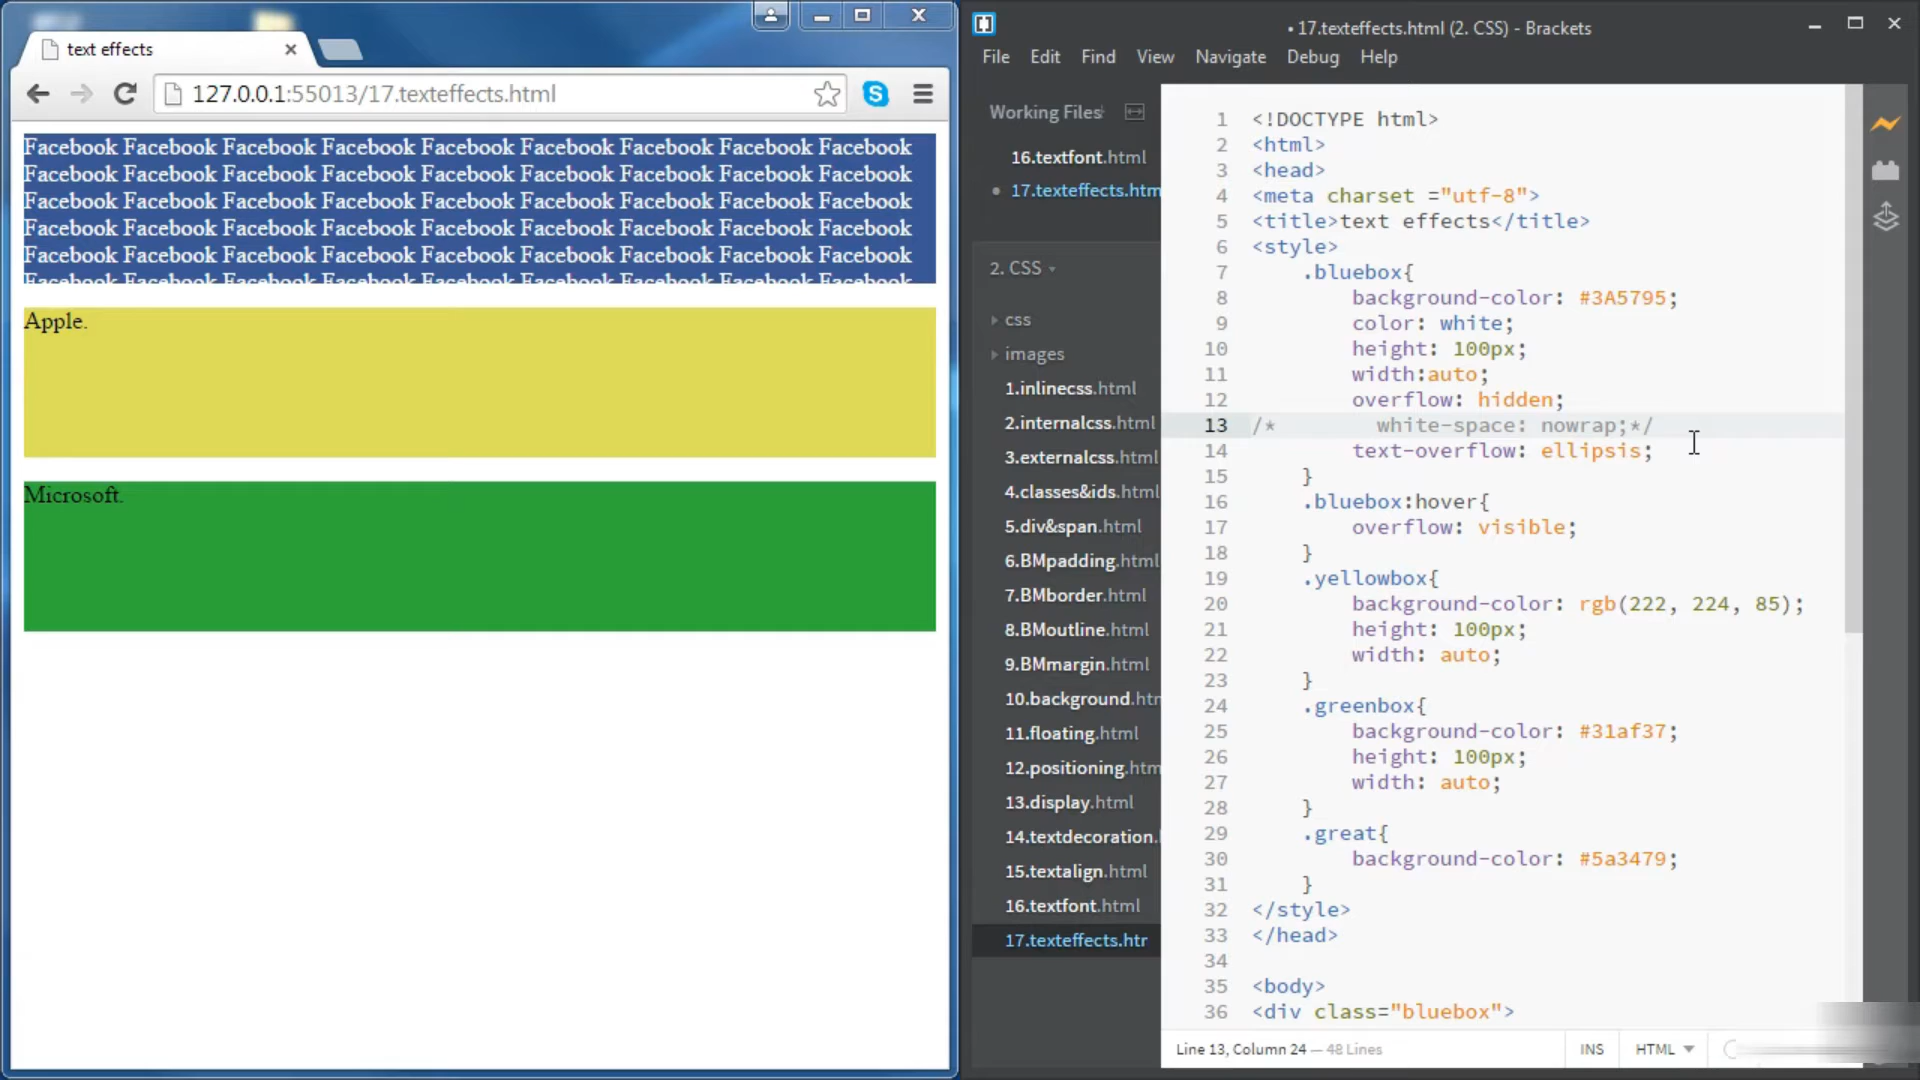 text effects
127.0.0.1:55013/17.texteffects.html
Facebook Facebook Facebook Facebook Facebook Facebook Facebook Facebook Facebook
Facebook Facebook Facebook Facebook Facebook Facebook Facebook Facebook Facebook
Facebook Facebook Facebook Facebook Facebook Facebook Facebook Facebook Facebook
Facebook Facebook Facebook Facebook Facebook Facebook Facebook Facebook Facebook
Facebook Facebook Facebook Facebook Facebook Facebook Facebook Facebook Facebook
Facebook Facebook Facebook Facebook Facebook Facebook Facebook Facebook Facebook
Apple.
Microsoft.
• 17.texteffects.html (2. CSS) - Brackets
File Edit Find View Navigate Debug Help
Working Files
16.textfont.html
17.texteffects.htm
2. CSS
css
images
1.inlinecss.html
2.internalcss.html
3.externalcss.html
4.classes&ids.html
5.div&span.html
6.BMpadding.html
7.BMborder.html
8.BMoutline.html
9.BMmargin.html
10.background.htm
11.floating.html
12.positioning.htm
13.display.html
14.textdecoration.
15.textalign.html
16.textfont.html
17.texteffects.htr
1 <!DOCTYPE html>
2 <html>
3 <head>
4 <meta charset ="utf-8">
5 <title>text effects</title>
6 <style>
7 .bluebox{
8 background-color: #3A5795;
9 color: white;
10 height: 100px;
11 width:auto;
12 overflow: hidden;
13 /* white-space: nowrap;*/
14 text-overflow: ellipsis;
15 }
16 .bluebox:hover{
17 overflow: visible;
18 }
19 .yellowbox{
20 background-color: rgb(222, 224, 85);
21 height: 100px;
22 width: auto;
23 }
24 .greenbox{
25 background-color: #31af37;
26 height: 100px;
27 width: auto;
28 }
29 .great{
30 background-color: #5a3479;
31 }
32 </style>
33 </head>
34
35 <body>
36 <div class="bluebox">
Line 13, Column 24 — 48 Lines
INS HTML